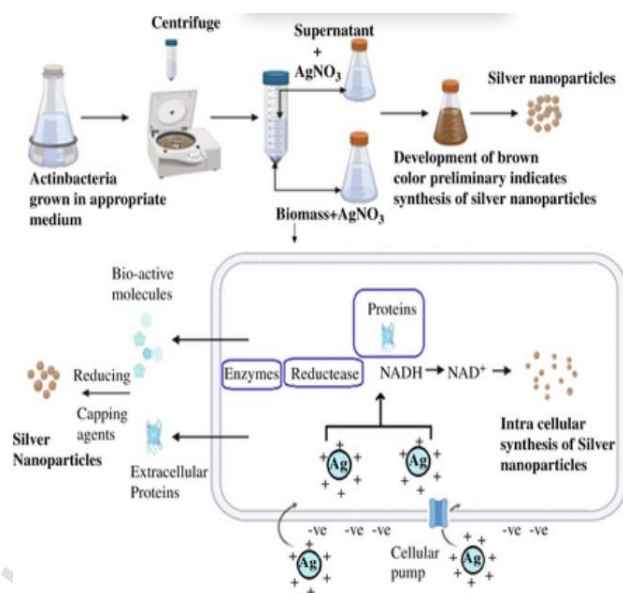 Centrifuge
Supernatant
+
AgNO3
Silver nanoparticles
Actinbacteria
grown in appropriate
medium
Development of brown
color preliminary indicates
synthesis of silver nanoparticles
Biomass+AgNO3
Bio-active
molecules
Proteins
Enzymes
Reductease
NADH
NAD+
Reducing
Capping
agents
Silver
Nanoparticles
Extracellular
Proteins
Intra cellular
synthesis of Silver
nanoparticles
+
+ Ag +
+ +
+
+
+ Ag +
+ +
+
-ve
-ve -ve
-ve -ve
Cellular
pump
+
+ Ag +
+ +
+
+ +
+ Ag +
+ +
+